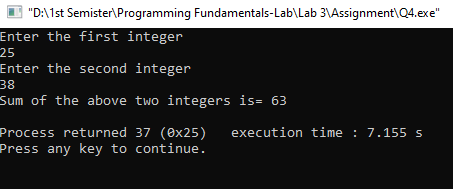 "D:\1st Semister\Programming Fundamentals-Lab\Lab 3\Assignment\Q4.exe"
Enter the first integer
25
Enter the second integer
38
Sum of the above two integers is= 63
Process returned 37 (0x25)   execution time : 7.155 s
Press any key to continue.